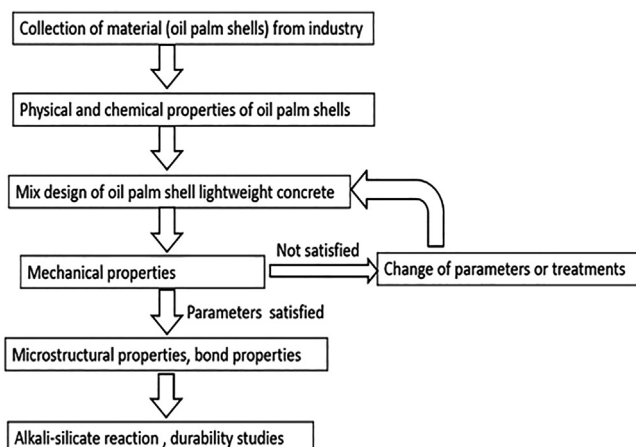 Collection of material (oil palm shells) from industry
Physical and chemical properties of oil palm shells
Mix design of oil palm shell lightweight concrete
Not satisfied
Mechanical properties
Change of parameters or treatments
Parameters satisfied
Microstructural properties, bond properties
Alkali-silicate reaction , durability studies